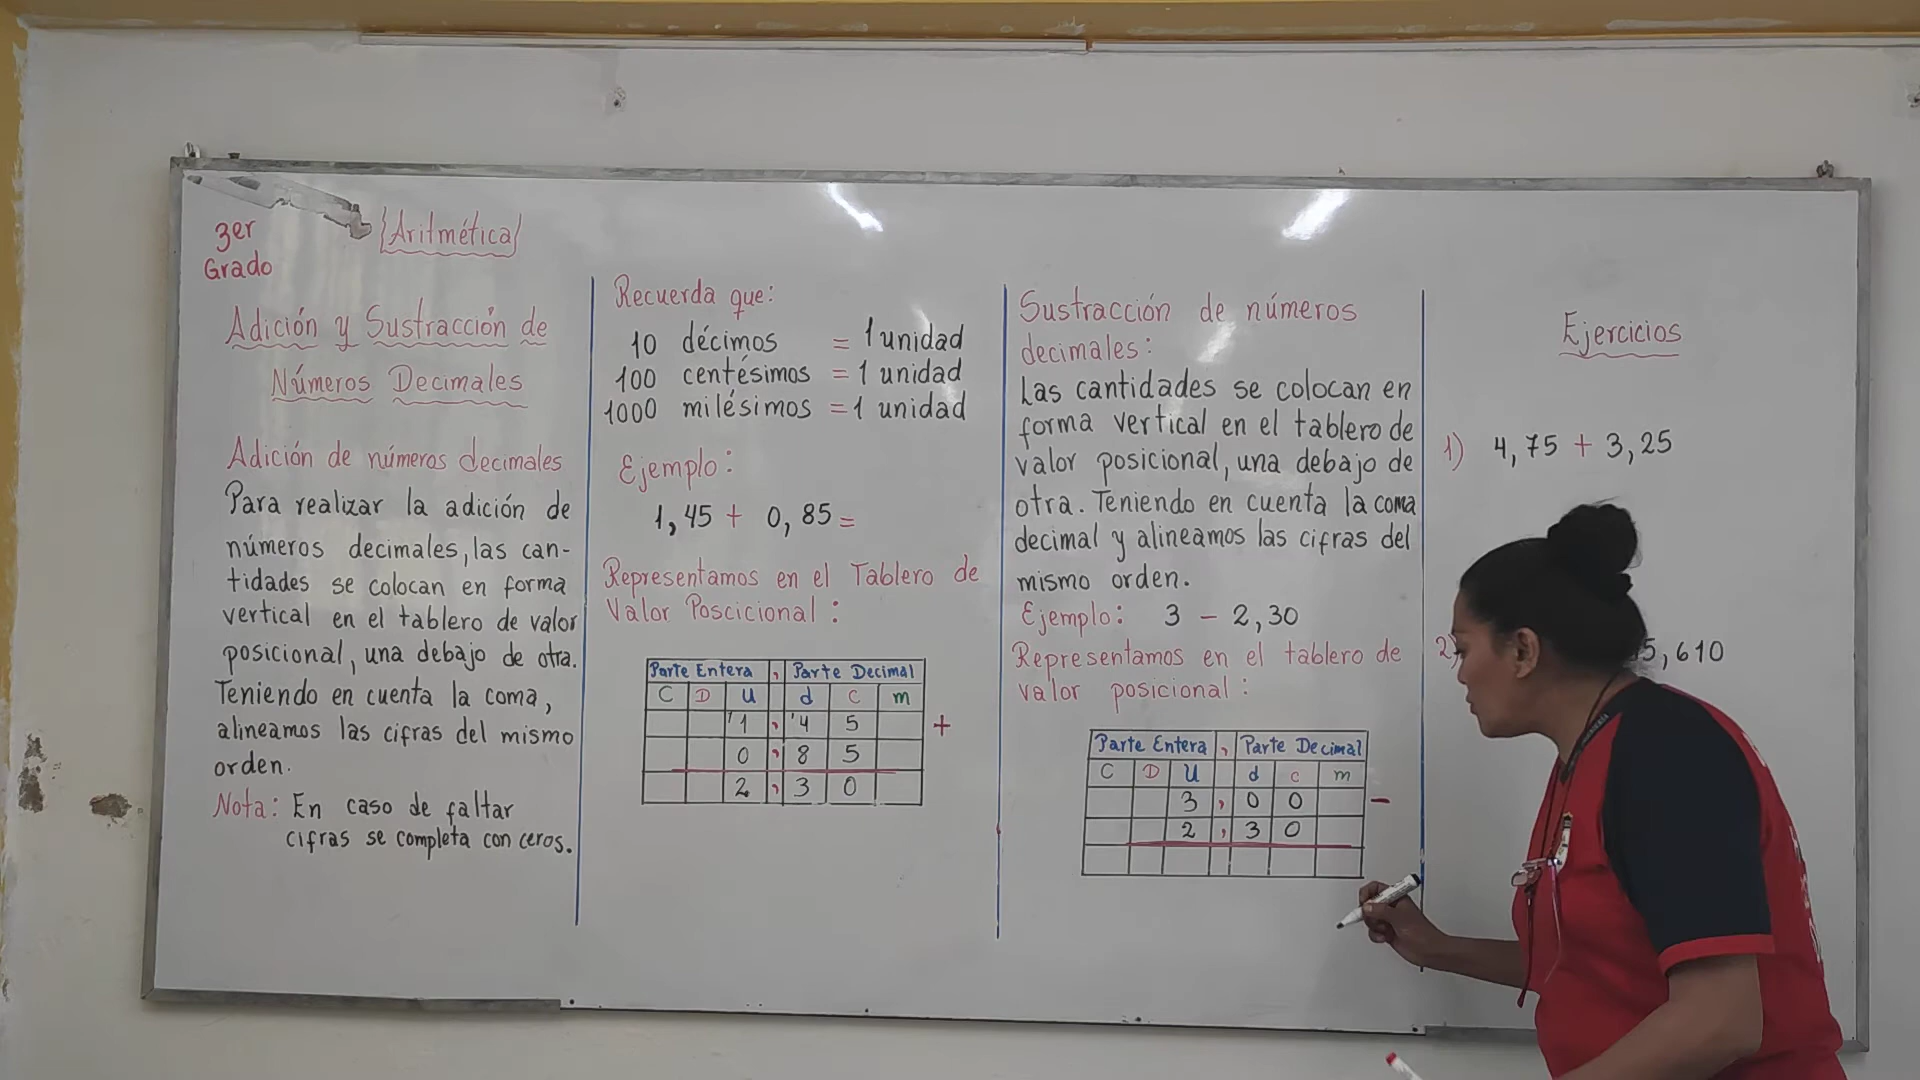 3er
Grado
Aritmética
Adición y Sustracción de
Números Decimales
Adición de números decimales
Para realizar la adición de
números decimales, las can-
tidades se colocan en forma
vertical en el tablero de valor
posicional, una debajo de otra.
Teniendo en cuenta la coma,
alineamos las cifras del mismo
orden.
Nota: En caso de faltar
cifras se completa con ceros.
Recuerda que:
10 décimos = 1 unidad
100 centésimos = 1 unidad
1000 milésimos = 1 unidad
Ejemplo:
1,45 + 0,85 =
Representamos en el Tablero de
Valor Poscicional:
Parte Entera , Parte Decimal
C D U d c m
1 1 , 1 4 5 +
0 , 8 5
2 , 3 0
Sustracción de números
decimales:
Las cantidades se colocan en
forma vertical en el tablero de
valor posicional, una debajo de
otra. Teniendo en cuenta la coma
decimal y alineamos las cifras del
mismo orden.
Ejemplo: 3 - 2,30
Representamos en el tablero de
valor posicional:
Parte Entera , Parte Decimal
C D U d c m
3 , 0 0 -
2 , 3 0
Ejercicios
1) 4,75 + 3,25
2) 5,610